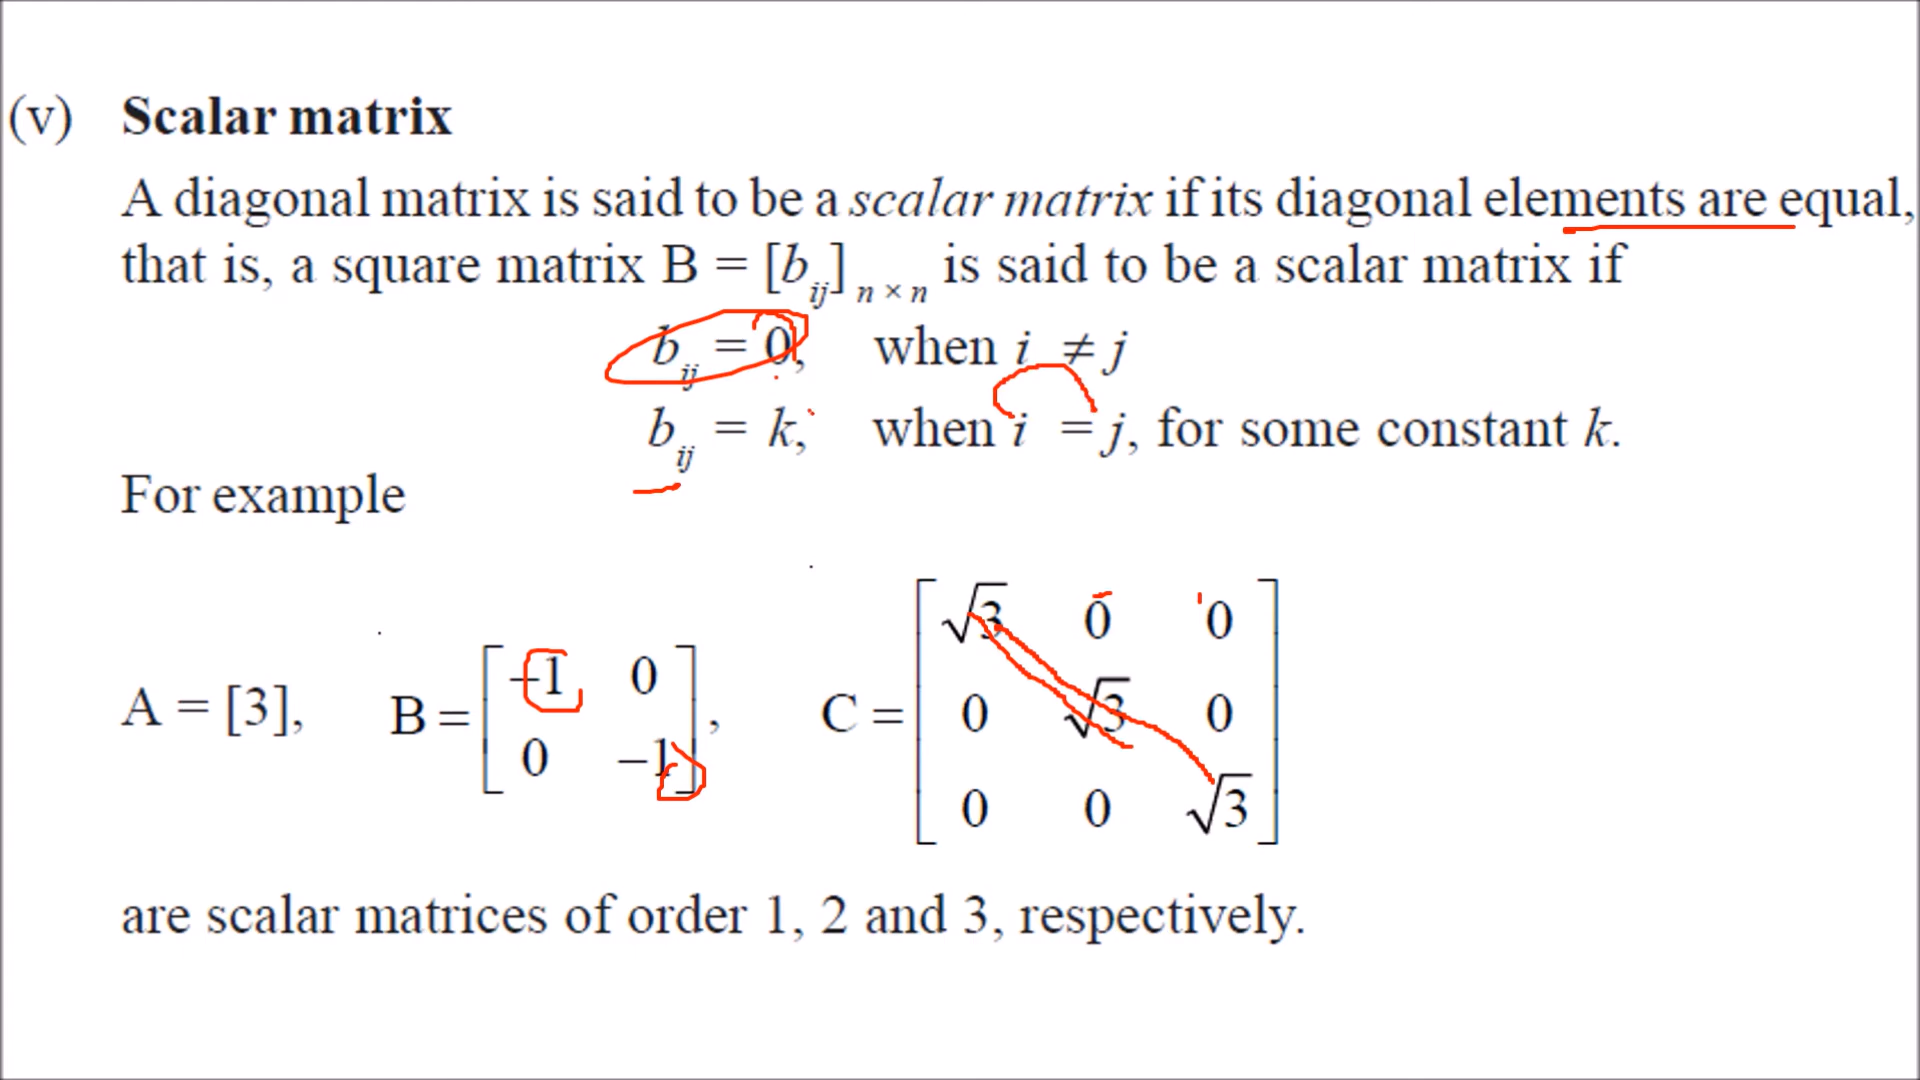 (v) Scalar matrix
A diagonal matrix is said to be a scalar matrix if its diagonal elements are equal,
that is, a square matrix B = [b_ij]_{n × n} is said to be a scalar matrix if
b_ij = 0, when i ≠ j
b_ij = k, when i = j, for some constant k.
For example
A = [3], B = [−1 0; 0 −1], C = [√3 0 0; 0 √3 0; 0 0 √3]
are scalar matrices of order 1, 2 and 3, respectively.